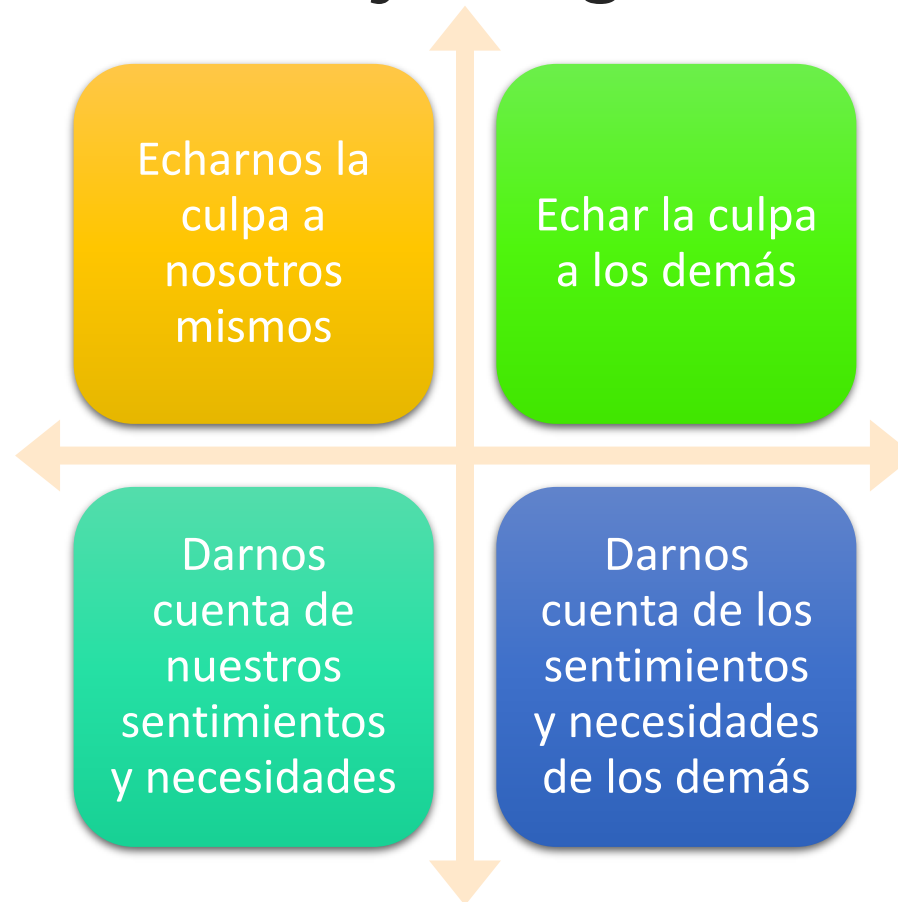 Echarnos la
culpa a
nosotros
mismos
Echar la culpa
a los demás
Darnos
cuenta de
nuestros
sentimientos
y necesidades
Darnos
cuenta de los
sentimientos
y necesidades
de los demás